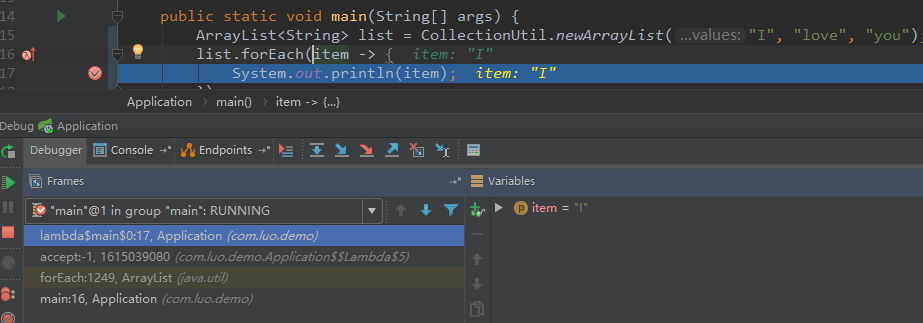 14 public static void main(String[] args) {
15 ArrayList<String> list = CollectionUtil.newArrayList( ...values: "I", "love", "you");
16 list.forEach(item -> { item: "I"
17 System.out.println(item); item: "I"
})
Application > main() > item -> {...}
Debug Application
Debugger Console Endpoints
Frames Variables
"main"@1 in group "main": RUNNING
p item = "I"
lambda$main$0:17, Application (com.luo.demo)
accept:-1, 1615039080 (com.luo.demo.Application$$Lambda$5)
forEach:1249, ArrayList (java.util)
main:16, Application (com.luo.demo)